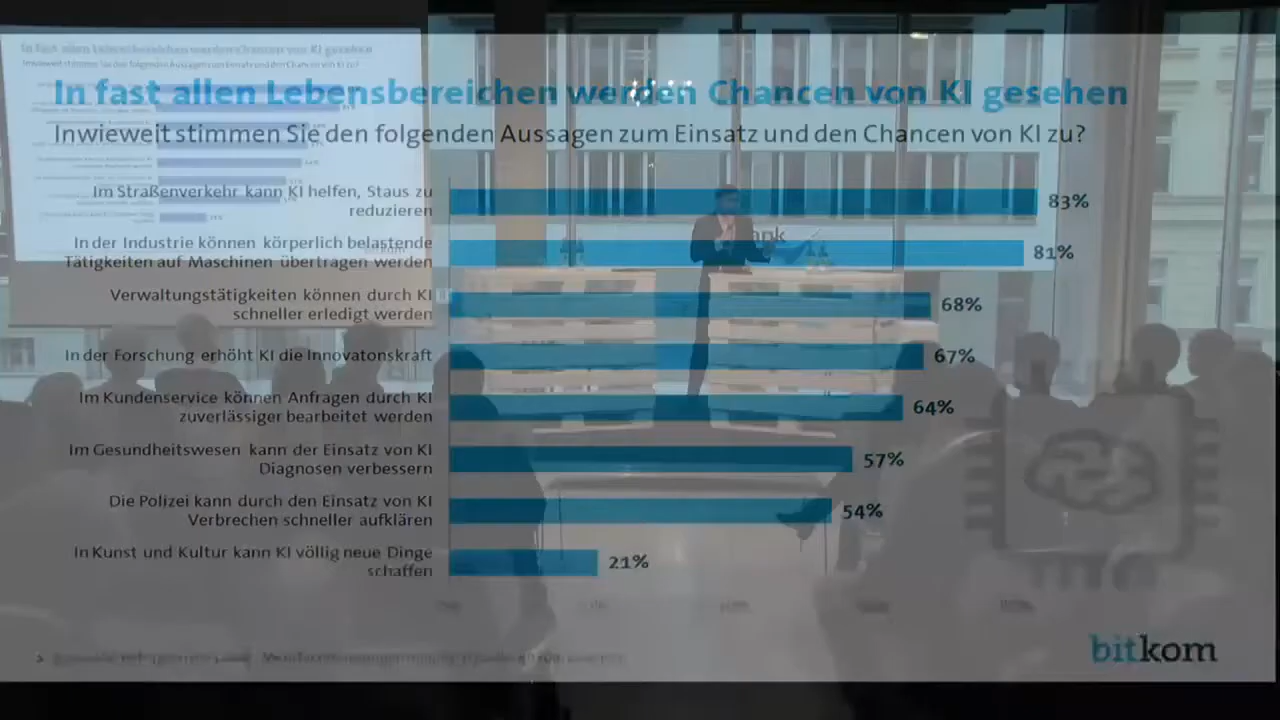 In fast allen Lebensbereichen werden Chancen von KI gesehen
Inwieweit stimmen Sie den folgenden Aussagen zum Einsatz und den Chancen von KI zu?
Im Straßenverkehr kann KI helfen, Staus zu
reduzieren
83%
In der Industrie können körperlich belastende
Tätigkeiten auf Maschinen übertragen werden
81%
Verwaltungstätigkeiten können durch KI
schneller erledigt werden
68%
In der Forschung erhöht KI die Innovatonskraft
67%
Im Kundenservice können Anfragen durch KI
zuverlässiger bearbeitet werden
64%
Im Gesundheitswesen kann der Einsatz von KI
Diagnosen verbessern
57%
Die Polizei kann durch den Einsatz von KI
Verbrechen schneller aufklären
54%
In Kunst und Kultur kann KI völlig neue Dinge
schaffen
21%
bitkom